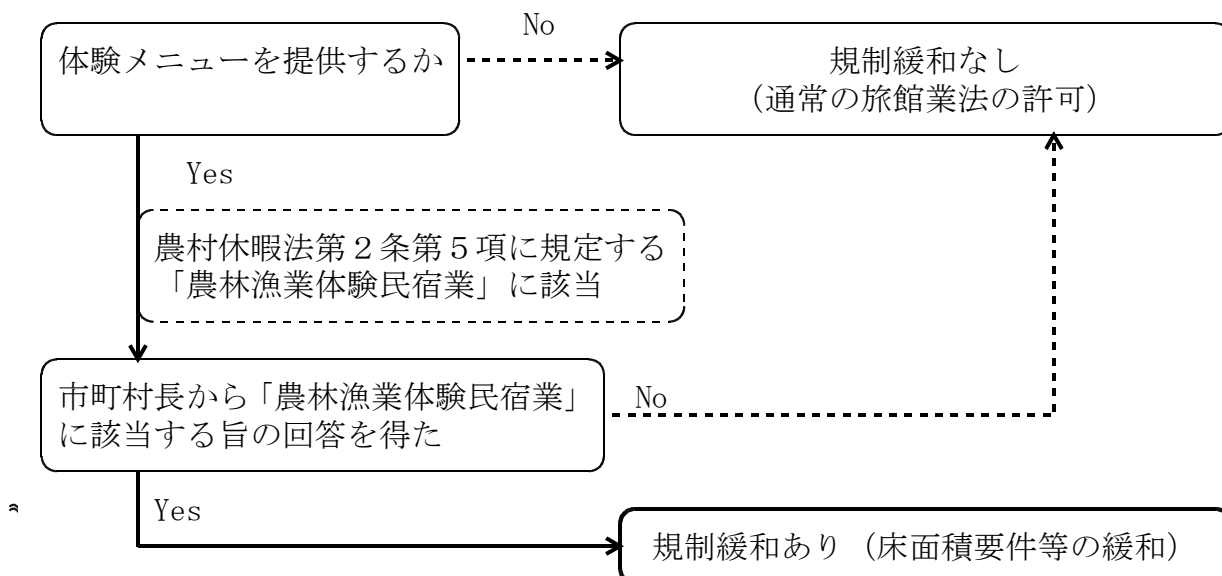 体験メニューを提供するか
No
規制緩和なし
（通常の旅館業法の許可）
Yes
農村休暇法第２条第５項に規定する
「農林漁業体験民宿業」に該当
市町村長から「農林漁業体験民宿業」
に該当する旨の回答を得た
No
Yes
規制緩和あり（床面積要件等の緩和）